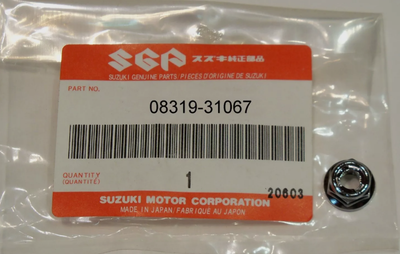 SGP スズキ純正部品
SUZUKI GENUINE PARTS / PIECES D'ORIGINE DE SUZUKI
PART NO.
08319-31067
QUANTITY
(QUANTITÉ)
1
20603
SUZUKI MOTOR CORPORATION
MADE IN JAPAN / FABRIQUÉ AU JAPON